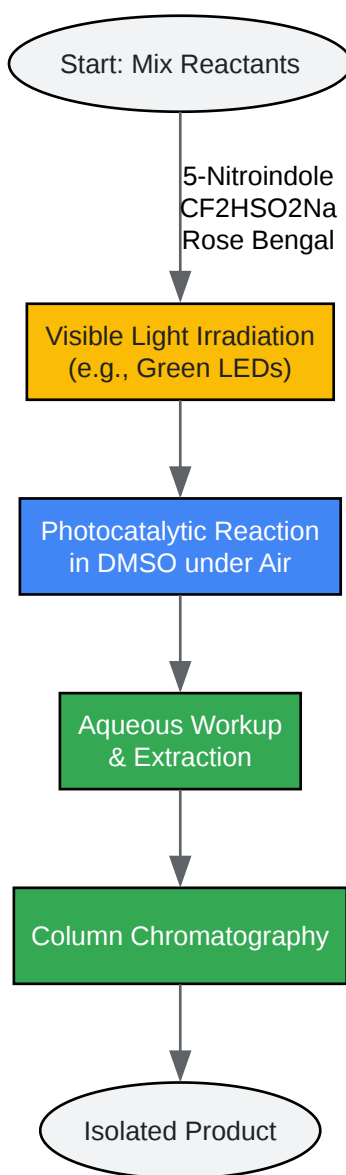 Start: Mix Reactants
5-Nitroindole
CF2HSO2Na
Rose Bengal
Visible Light Irradiation
(e.g., Green LEDs)
Photocatalytic Reaction
in DMSO under Air
Aqueous Workup
& Extraction
Column Chromatography
Isolated Product